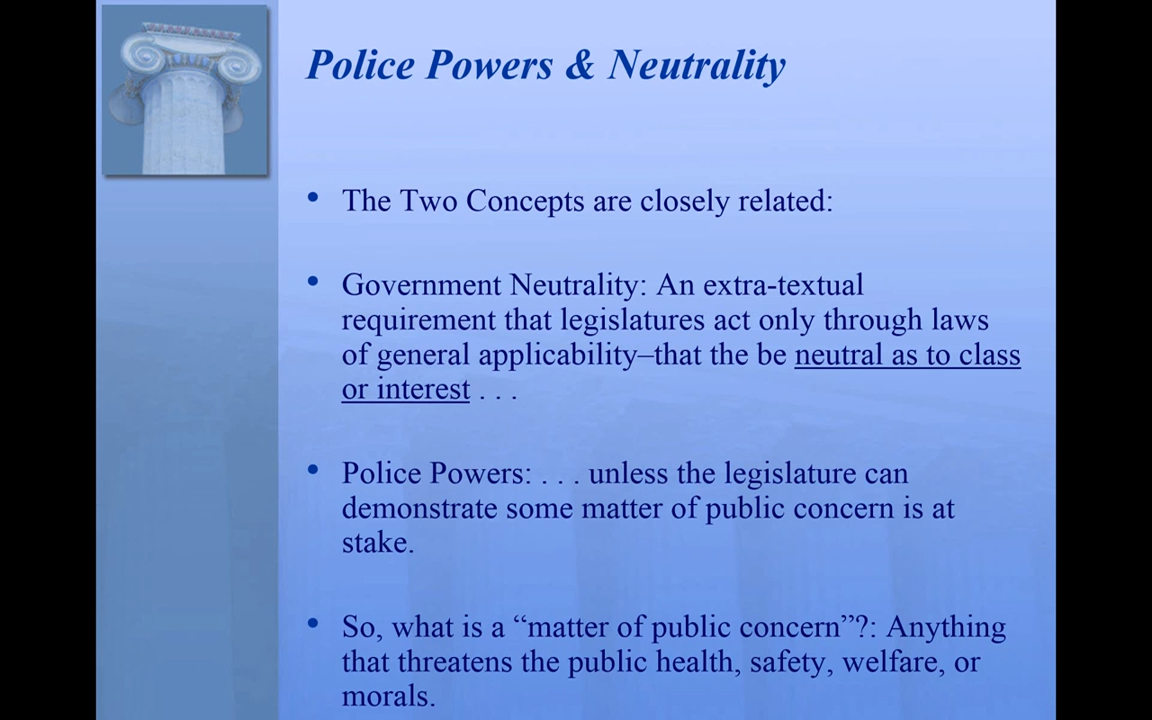 Police Powers & Neutrality
• The Two Concepts are closely related:
• Government Neutrality: An extra-textual
requirement that legislatures act only through laws
of general applicability–that the be neutral as to class
or interest . . .
• Police Powers: . . . unless the legislature can
demonstrate some matter of public concern is at
stake.
• So, what is a “matter of public concern”?: Anything
that threatens the public health, safety, welfare, or
morals.